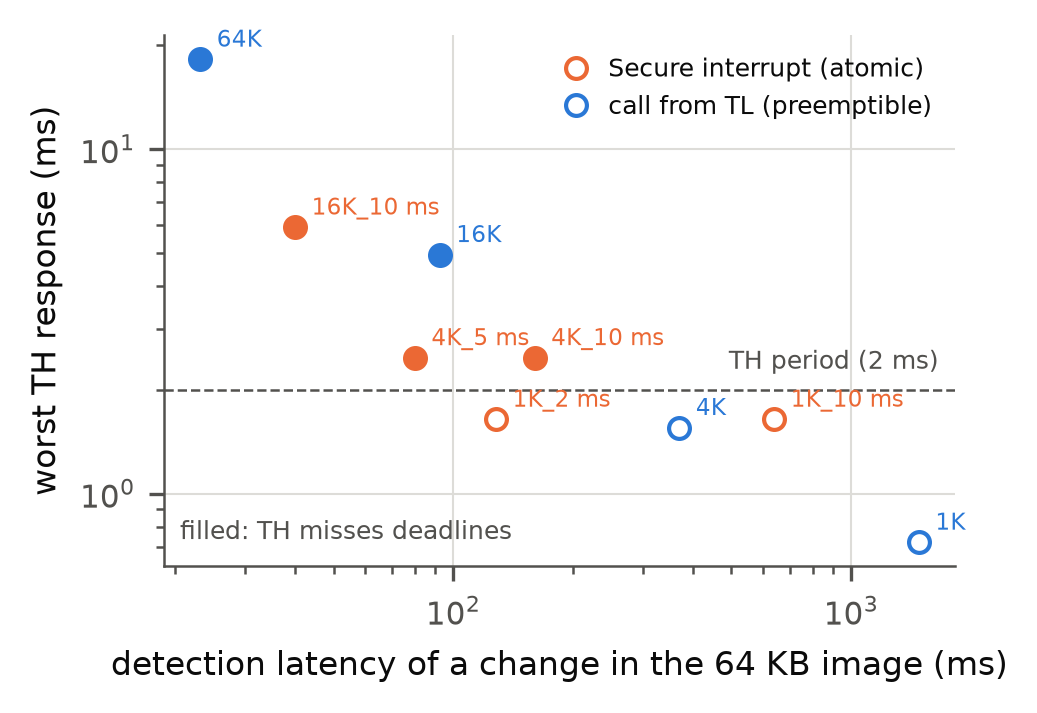 64K
Secure interrupt (atomic)
call from TL (preemptible)
10¹
16K_10 ms
16K
4K_5 ms
4K_10 ms
TH period (2 ms)
1K_2 ms
4K
1K_10 ms
10⁰
filled: TH misses deadlines
1K
worst TH response (ms)
10²
10³
detection latency of a change in the 64 KB image (ms)